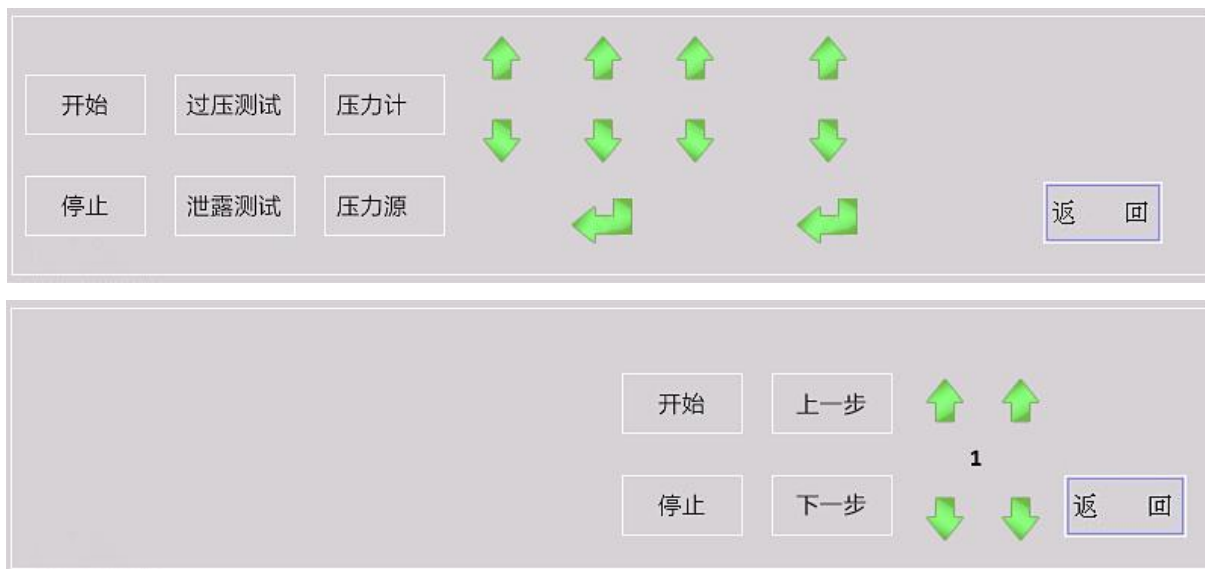 开始 过压测试 压力计
停止 泄露测试 压力源 返 回
开始 上一步
1
停止 下一步 返 回